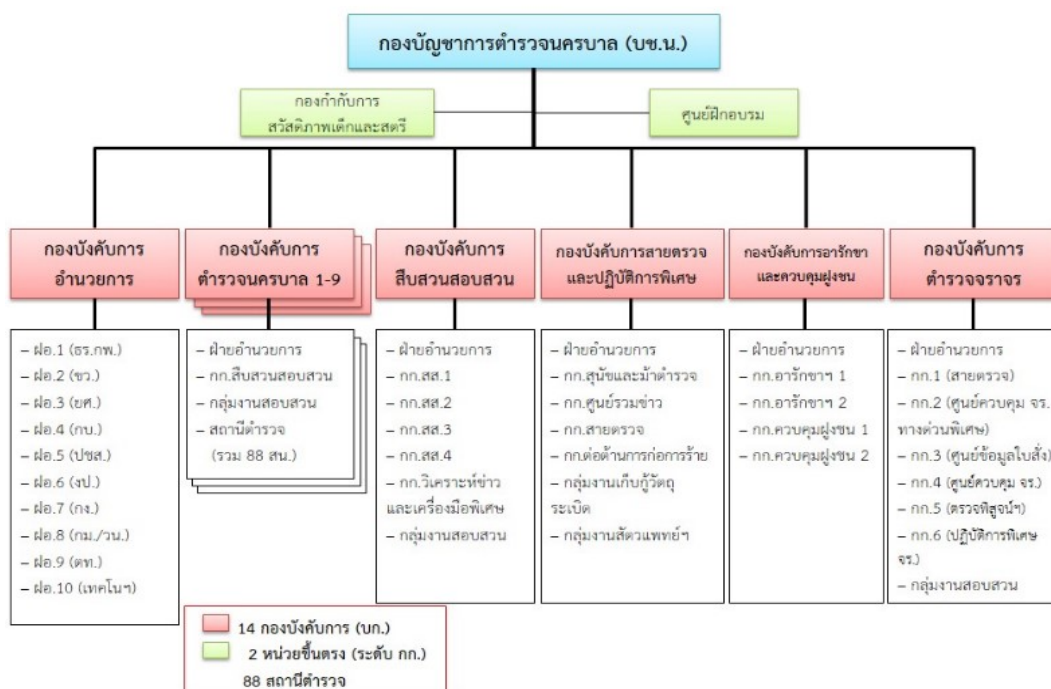 กองบัญชาการตำรวจนครบาล (บช.น.)
กองกำกับการ
สวัสดิภาพเด็กและสตรี
ศูนย์ฝึกอบรม
กองบังคับการ
อำนวยการ
– ฝอ.1 (ธร.กพ.)
– ฝอ.2 (ขว.)
– ฝอ.3 (ยศ.)
– ฝอ.4 (กบ.)
– ฝอ.5 (ปชส.)
– ฝอ.6 (งป.)
– ฝอ.7 (กง.)
– ฝอ.8 (กม./วน.)
– ฝอ.9 (ตท.)
– ฝอ.10 (เทคโนฯ)
กองบังคับการ
ตำรวจนครบาล 1-9
– ฝ่ายอำนวยการ
– กก.สืบสวนสอบสวน
– กลุ่มงานสอบสวน
– สถานีตำรวจ
(รวม 88 สน.)
กองบังคับการ
สืบสวนสอบสวน
– ฝ่ายอำนวยการ
– กก.สส.1
– กก.สส.2
– กก.สส.3
– กก.สส.4
– กก.วิเคราะห์ข่าว
และเครื่องมือพิเศษ
– กลุ่มงานสอบสวน
กองบังคับการสายตรวจ
และปฏิบัติการพิเศษ
– ฝ่ายอำนวยการ
– กก.สุนัขและม้าตำรวจ
– กก.ศูนย์รวมข่าว
– กก.สายตรวจ
– กก.ต่อต้านการก่อการร้าย
– กลุ่มงานเก็บกู้วัตถุ
ระเบิด
– กลุ่มงานสัตวแพทย์ฯ
กองบังคับการอารักขา
และควบคุมฝูงชน
– ฝ่ายอำนวยการ
– กก.อารักขาฯ 1
– กก.อารักขาฯ 2
– กก.ควบคุมฝูงชน 1
– กก.ควบคุมฝูงชน 2
กองบังคับการ
ตำรวจจราจร
– ฝ่ายอำนวยการ
– กก.1 (สายตรวจ)
– กก.2 (ศูนย์ควบคุม จร.
ทางด่วนพิเศษ)
– กก.3 (ศูนย์ข้อมูลใบสั่ง)
– กก.4 (ศูนย์ควบคุม จร.)
– กก.5 (ตรวจพิสูจน์ฯ)
– กก.6 (ปฏิบัติการพิเศษ
จร.)
– กลุ่มงานสอบสวน
14 กองบังคับการ (บก.)
2 หน่วยขึ้นตรง (ระดับ กก.)
88 สถานีตำรวจ